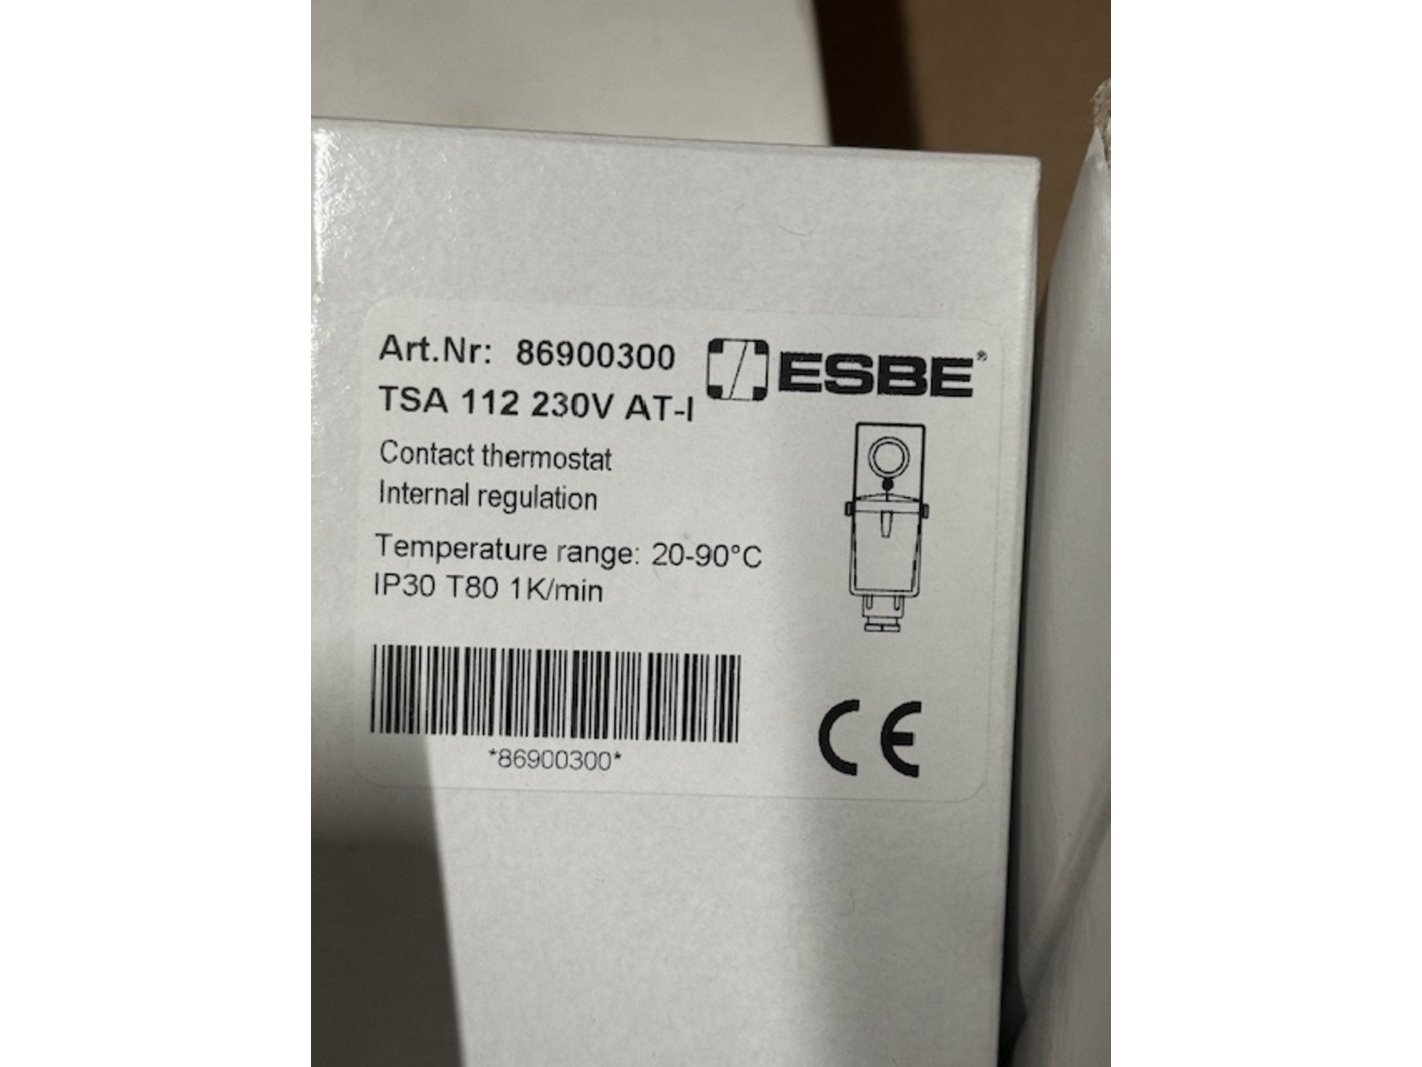 Art.Nr: 86900300
ESBE®
TSA 112 230V AT-I
Contact thermostat
Internal regulation
Temperature range: 20-90°C
IP30 T80 1K/min
*86900300*
CE